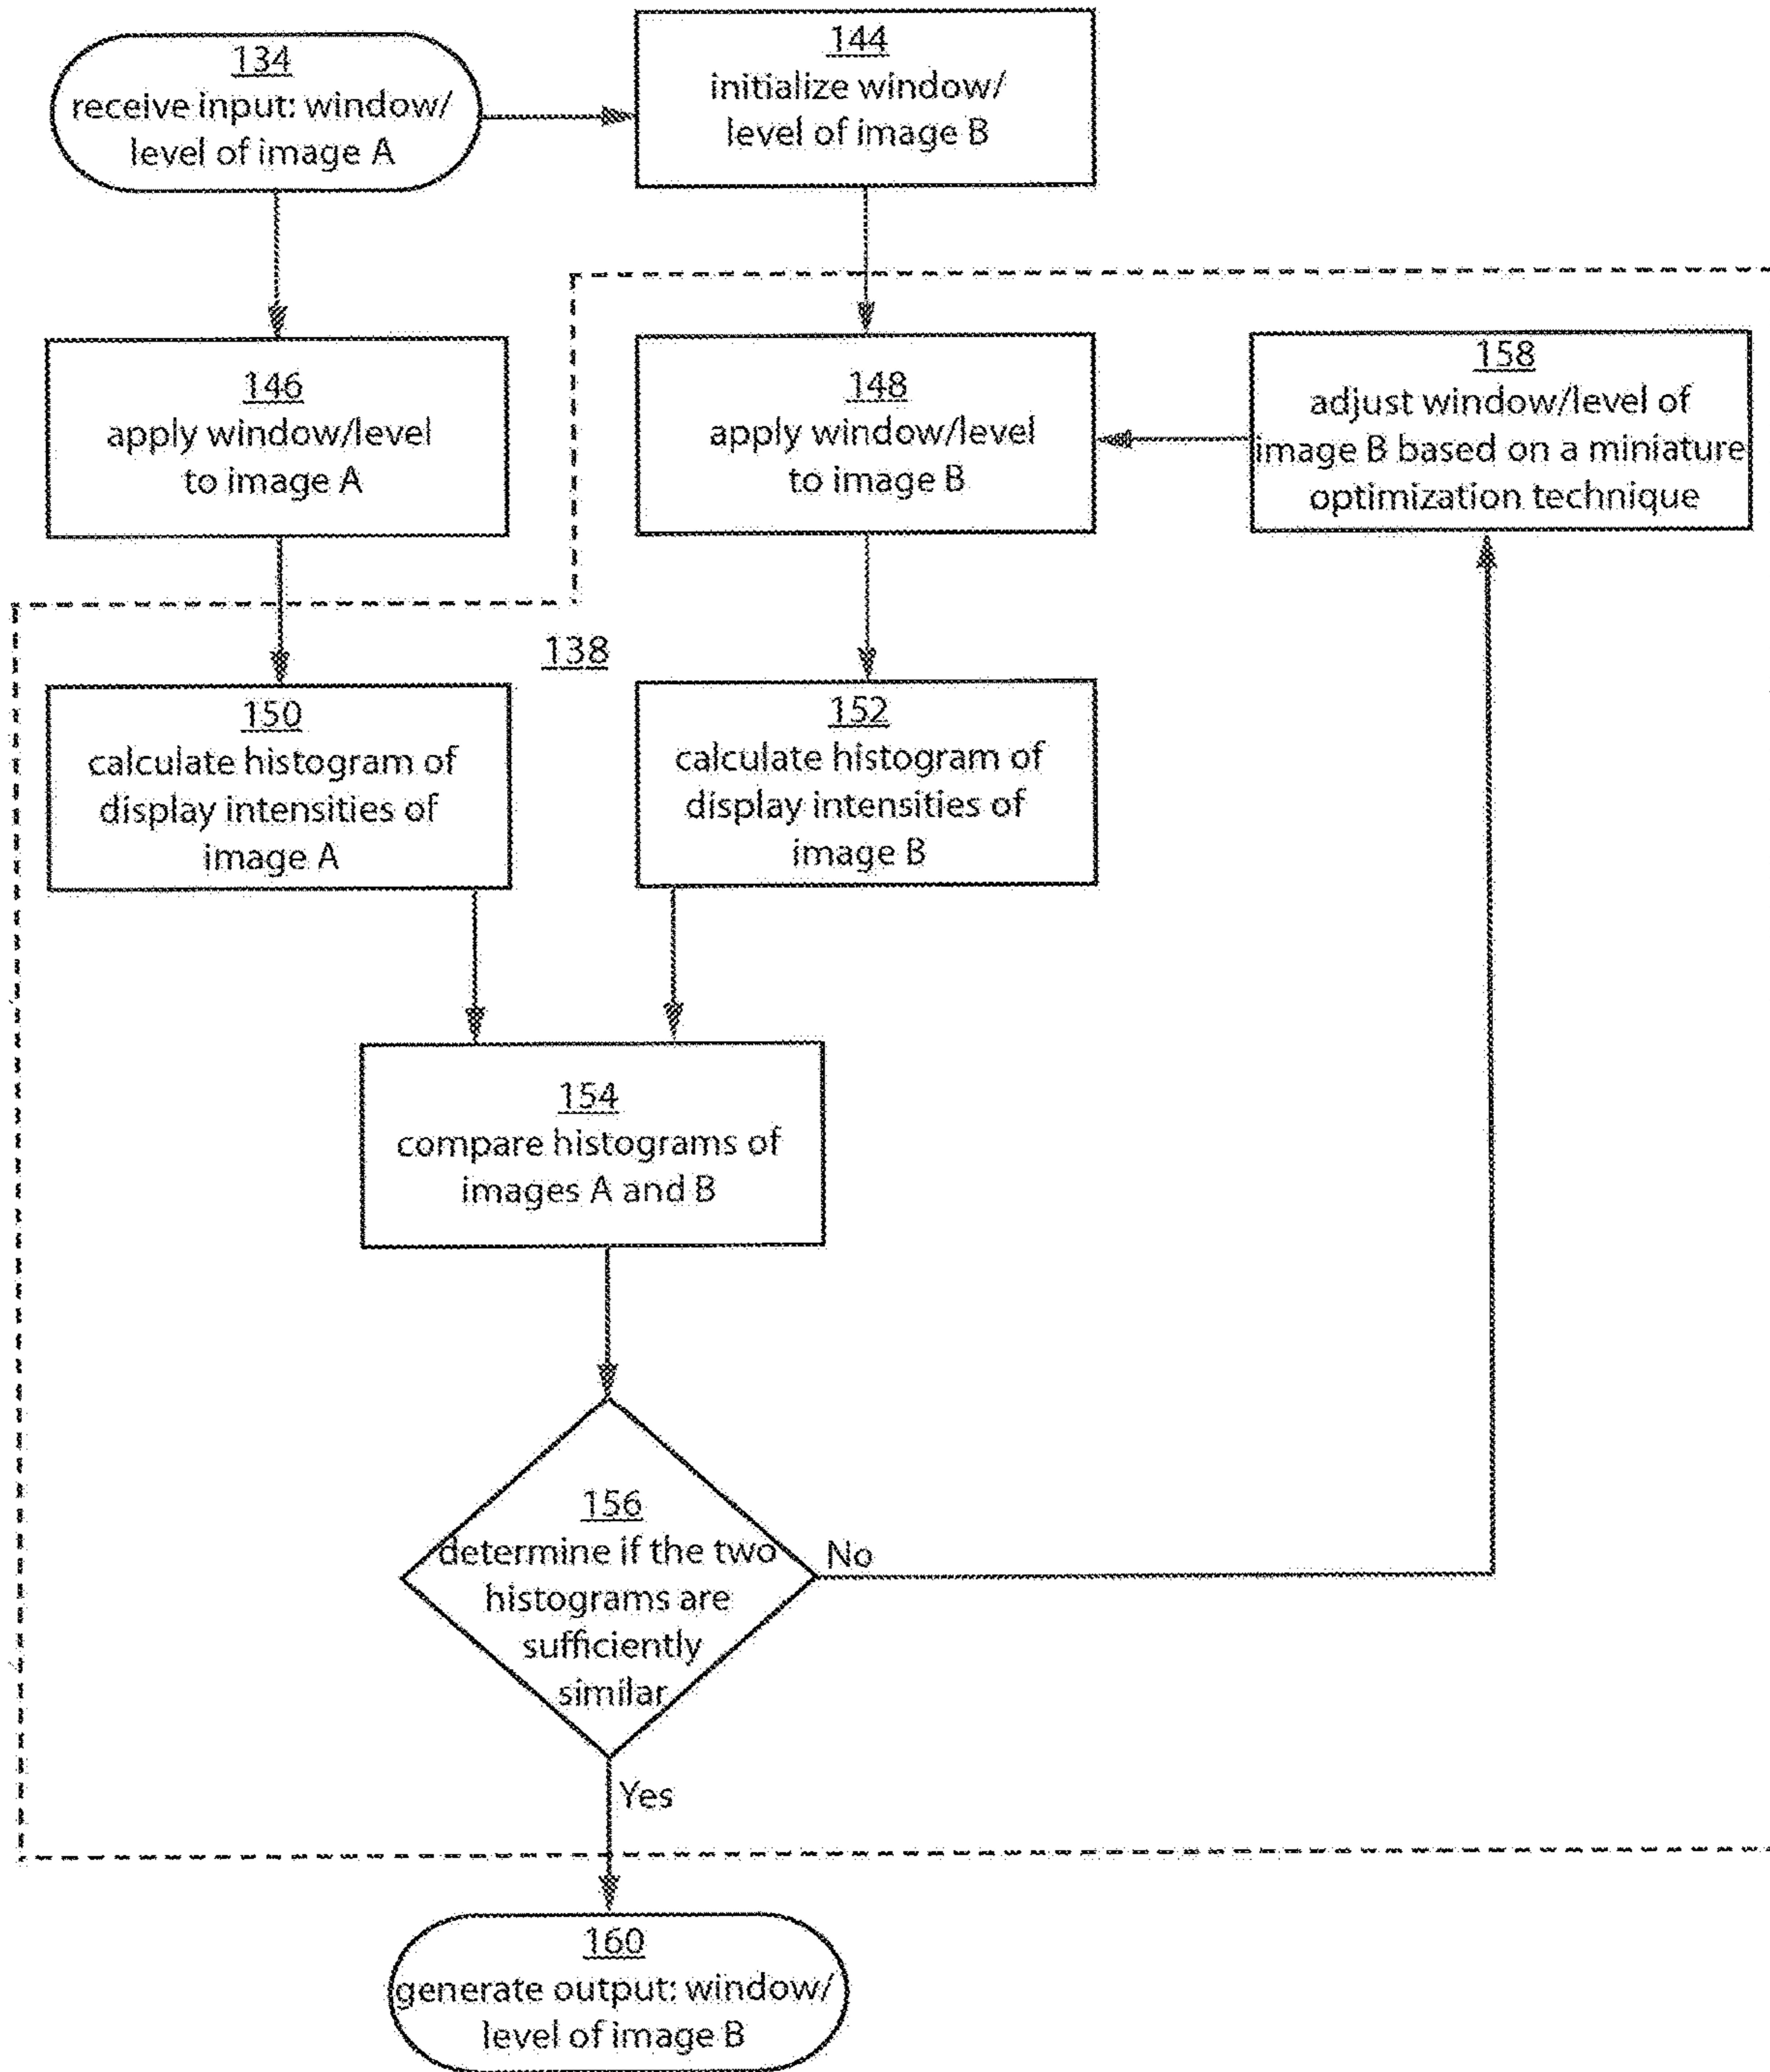 134
receive input: window/
level of image A
144
initialize window/
level of image B
146
apply window/level
to image A
148
apply window/level
to image B
158
adjust window/level of
image B based on a miniature
optimization technique
138
150
calculate histogram of
display intensities of
image A
152
calculate histogram of
display intensities of
image B
154
compare histograms of
images A and B
156
determine if the two
histograms are
sufficiently
similar
No
Yes
160
generate output: window/
level of image B